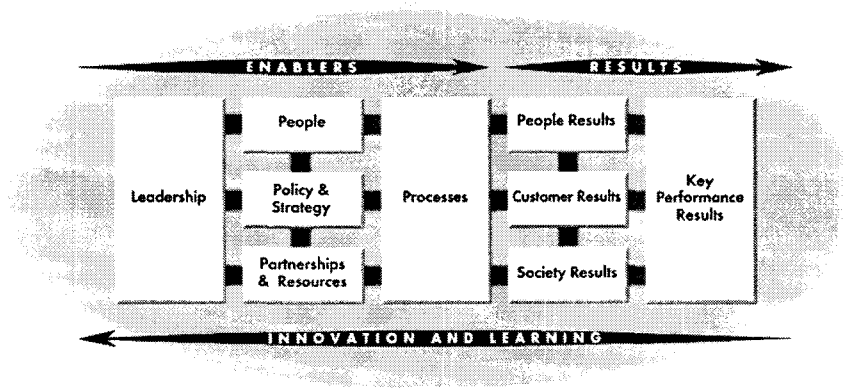 ENABLERS
RESULTS
Leadership
People
Policy &
Strategy
Partnerships
& Resources
Processes
People Results
Customer Results
Society Results
Key
Performance
Results
INNOVATION AND LEARNING